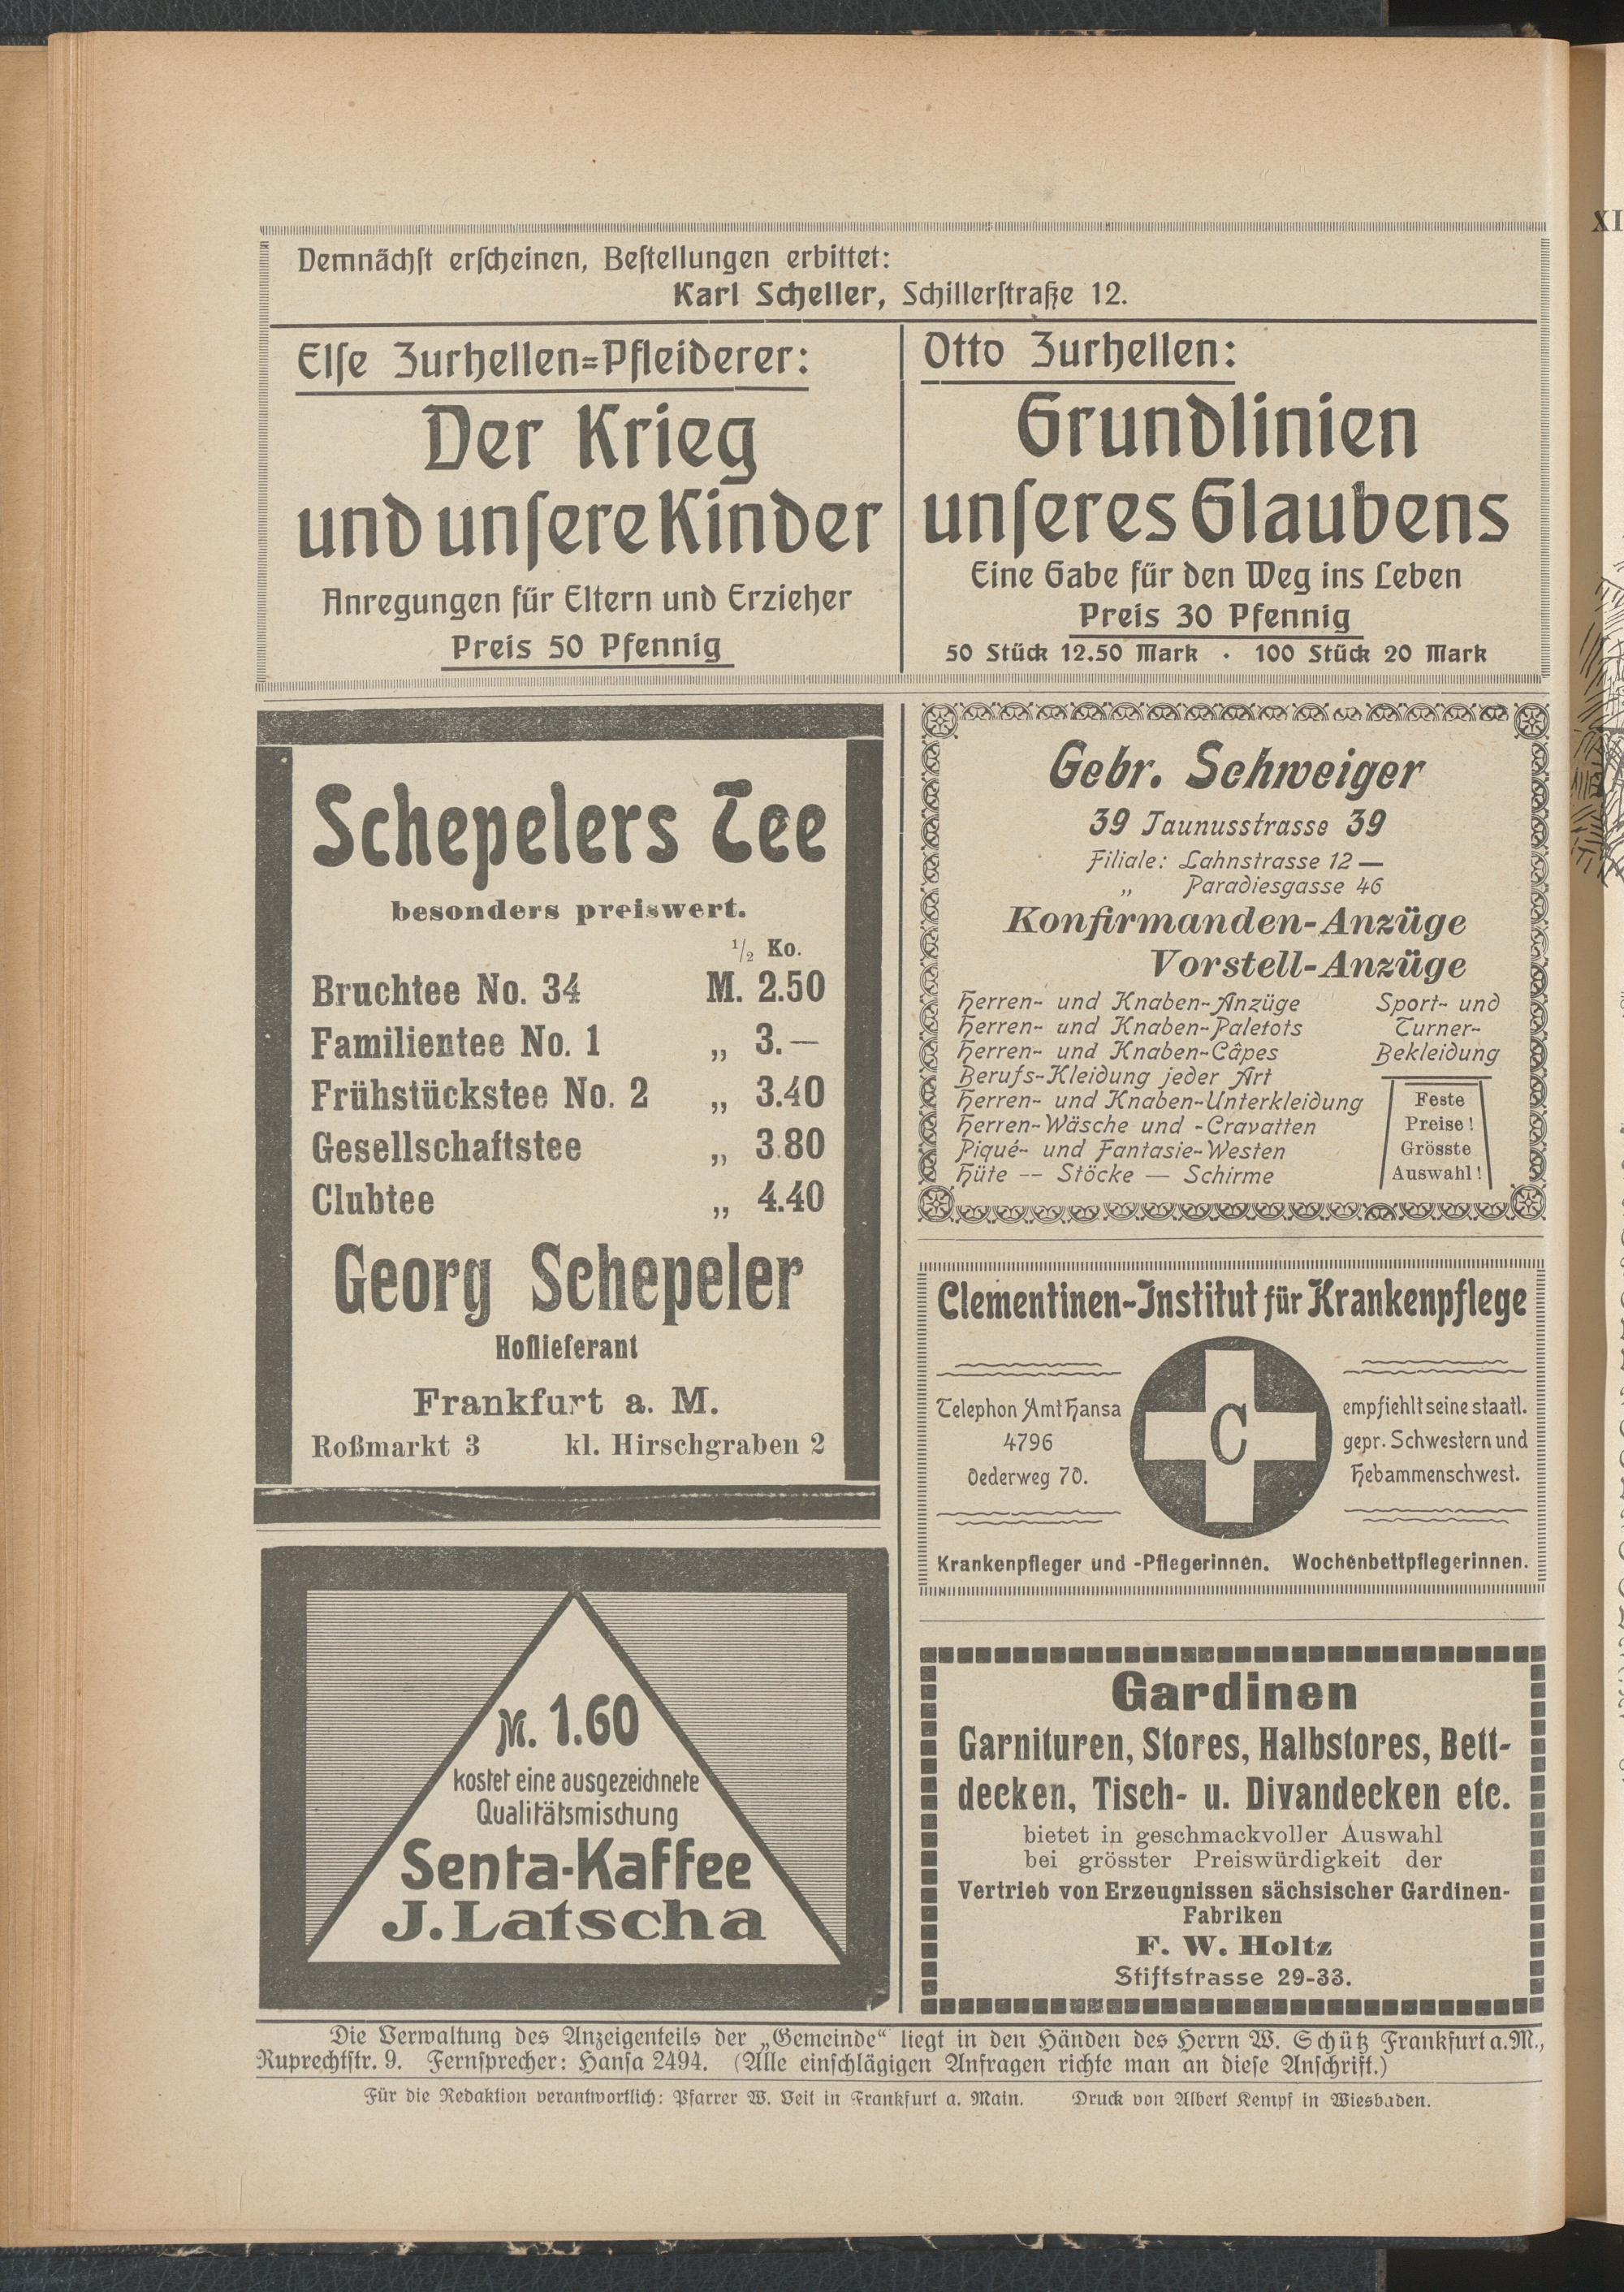 Demnächst erscheinen, Bestellungen erbittet:
Karl Scheller, Schillerstraße 12.
Else Zurhellen=Pfleiderer:
Der Krieg
und unsere Kinder
Anregungen für Eltern und Erzieher
Preis 50 Pfennig
Otto Zurhellen:
Grundlinien
unseres Glaubens
Eine Gabe für den Weg ins Leben
Preis 30 Pfennig
50 Stück 12.50 Mark · 100 Stück 20 Mark
Schepelers Tee
besonders preiswert.
1/2 Ko.
Bruchtee No. 34 M. 2.50
Familientee No. 1 „ 3.—
Frühstückstee No. 2 „ 3.40
Gesellschaftstee „ 3.80
Clubtee „ 4.40
Georg Schepeler
Hoflieferant
Frankfurt a. M.
Roßmarkt 3 kl. Hirschgraben 2
M. 1.60
kostet eine ausgezeichnete
Qualitätsmischung
Senta-Kaffee
J. Latscha
Gebr. Schweiger
39 Taunusstrasse 39
Filiale: Lahnstrasse 12 —
„ Paradiesgasse 46
Konfirmanden-Anzüge
Vorstell-Anzüge
Herren- und Knaben-Anzüge
Herren- und Knaben-Paletots
Herren- und Knaben-Câpes
Berufs-Kleidung jeder Art
Herren- und Knaben-Unterkleidung
Herren-Wäsche und -Cravatten
Piqué- und Fantasie-Westen
Hüte -- Stöcke — Schirme
Sport- und
Turner-
Bekleidung
Feste
Preise!
Grösste
Auswahl!
Clementinen-Institut für Krankenpflege
Telephon Amt Hansa
4796
Oederweg 70.
C
empfiehlt seine staatl.
gepr. Schwestern und
Hebammenschwest.
Krankenpfleger und -Pflegerinnen. Wochenbettpflegerinnen.
Gardinen
Garnituren, Stores, Halbstores, Bett-
decken, Tisch- u. Divandecken etc.
bietet in geschmackvoller Auswahl
bei grösster Preiswürdigkeit der
Vertrieb von Erzeugnissen sächsischer Gardinen-
Fabriken
F. W. Holtz
Stiftstrasse 29-33.
Die Verwaltung des Anzeigenteils der „Gemeinde“ liegt in den Händen des Herrn W. Schütz Frankfurt a. M.,
Ruprechtstr. 9. Fernsprecher: Hansa 2494. (Alle einschlägigen Anfragen richte man an diese Anschrift.)
Für die Redaktion verantwortlich: Pfarrer W. Veit in Frankfurt a. Main. Druck von Albert Kempf in Wiesbaden.
XI